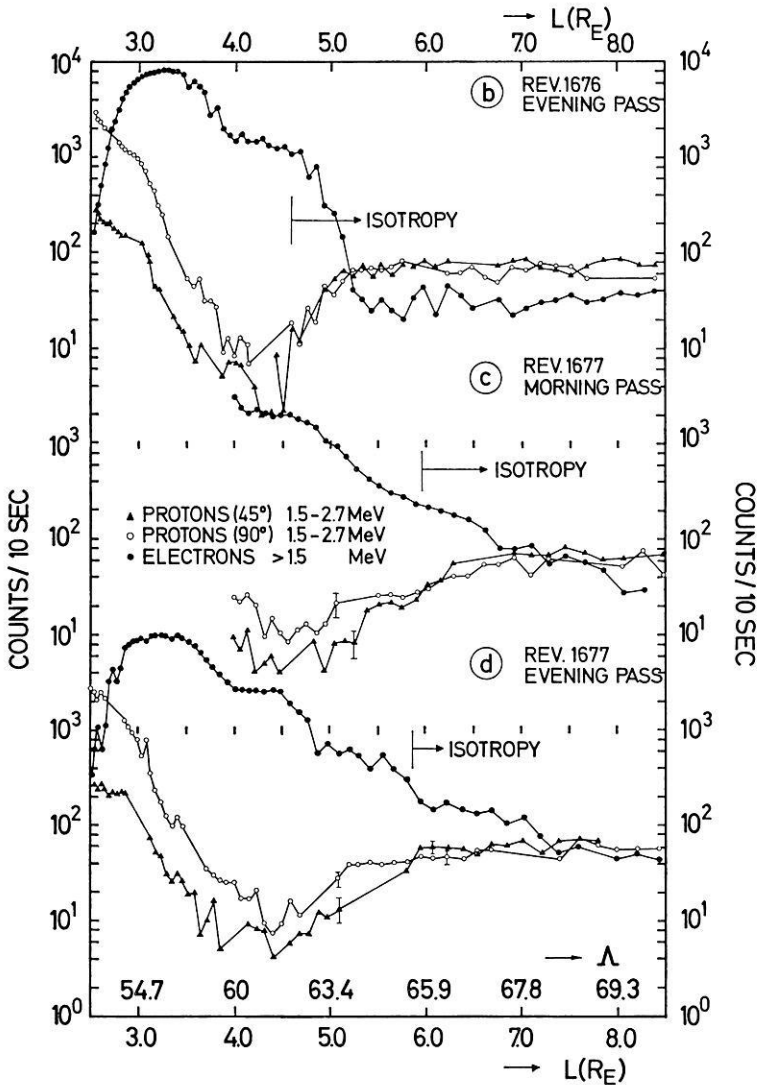 → L(R_E)
3.0 4.0 5.0 6.0 7.0 8.0
10⁴ 10⁴
ⓑ REV.1676
EVENING PASS
10³ 10³
ISOTROPY
10² 10²
10¹ 10¹
ⓒ REV.1677
MORNING PASS
10³ 10³
ISOTROPY
▲ PROTONS (45°) 1.5-2.7 MeV
○ PROTONS (90°) 1.5-2.7 MeV
● ELECTRONS >1.5 MeV
10² 10²
COUNTS/10 SEC
COUNTS/10 SEC
10¹ 10¹
ⓓ REV. 1677
EVENING PASS
10³ 10³
ISOTROPY
10² 10²
10¹ 10¹
→ Λ
54.7 60 63.4 65.9 67.8 69.3
10⁰ 10⁰
3.0 4.0 5.0 6.0 7.0 8.0
→ L(R_E)